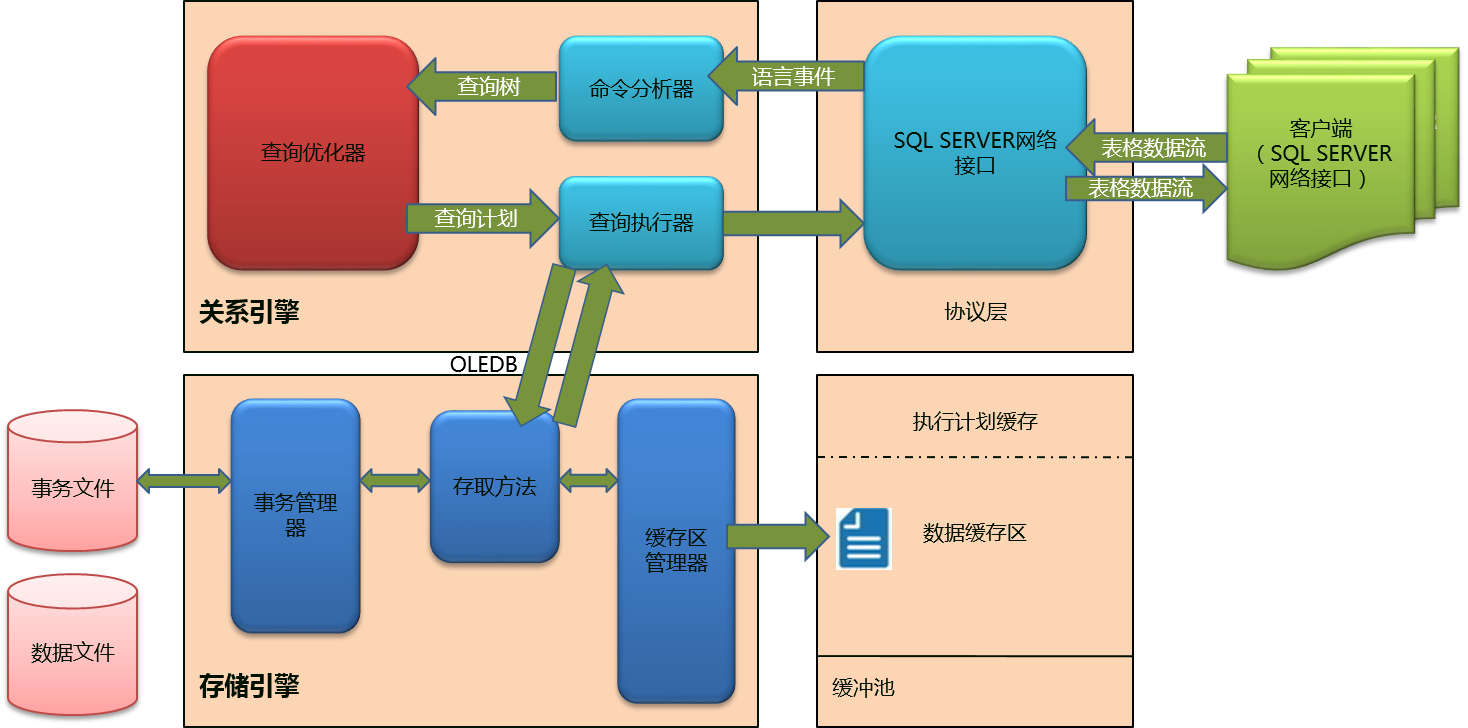 查询优化器
查询树
命令分析器
语言事件
SQL SERVER网络
接口
表格数据流
表格数据流
客户端
（SQL SERVER
网络接口）
查询计划
查询执行器
关系引擎
协议层
OLEDB
事务文件
数据文件
事务管理
器
存取方法
缓存区
管理器
存储引擎
执行计划缓存
数据缓存区
缓冲池